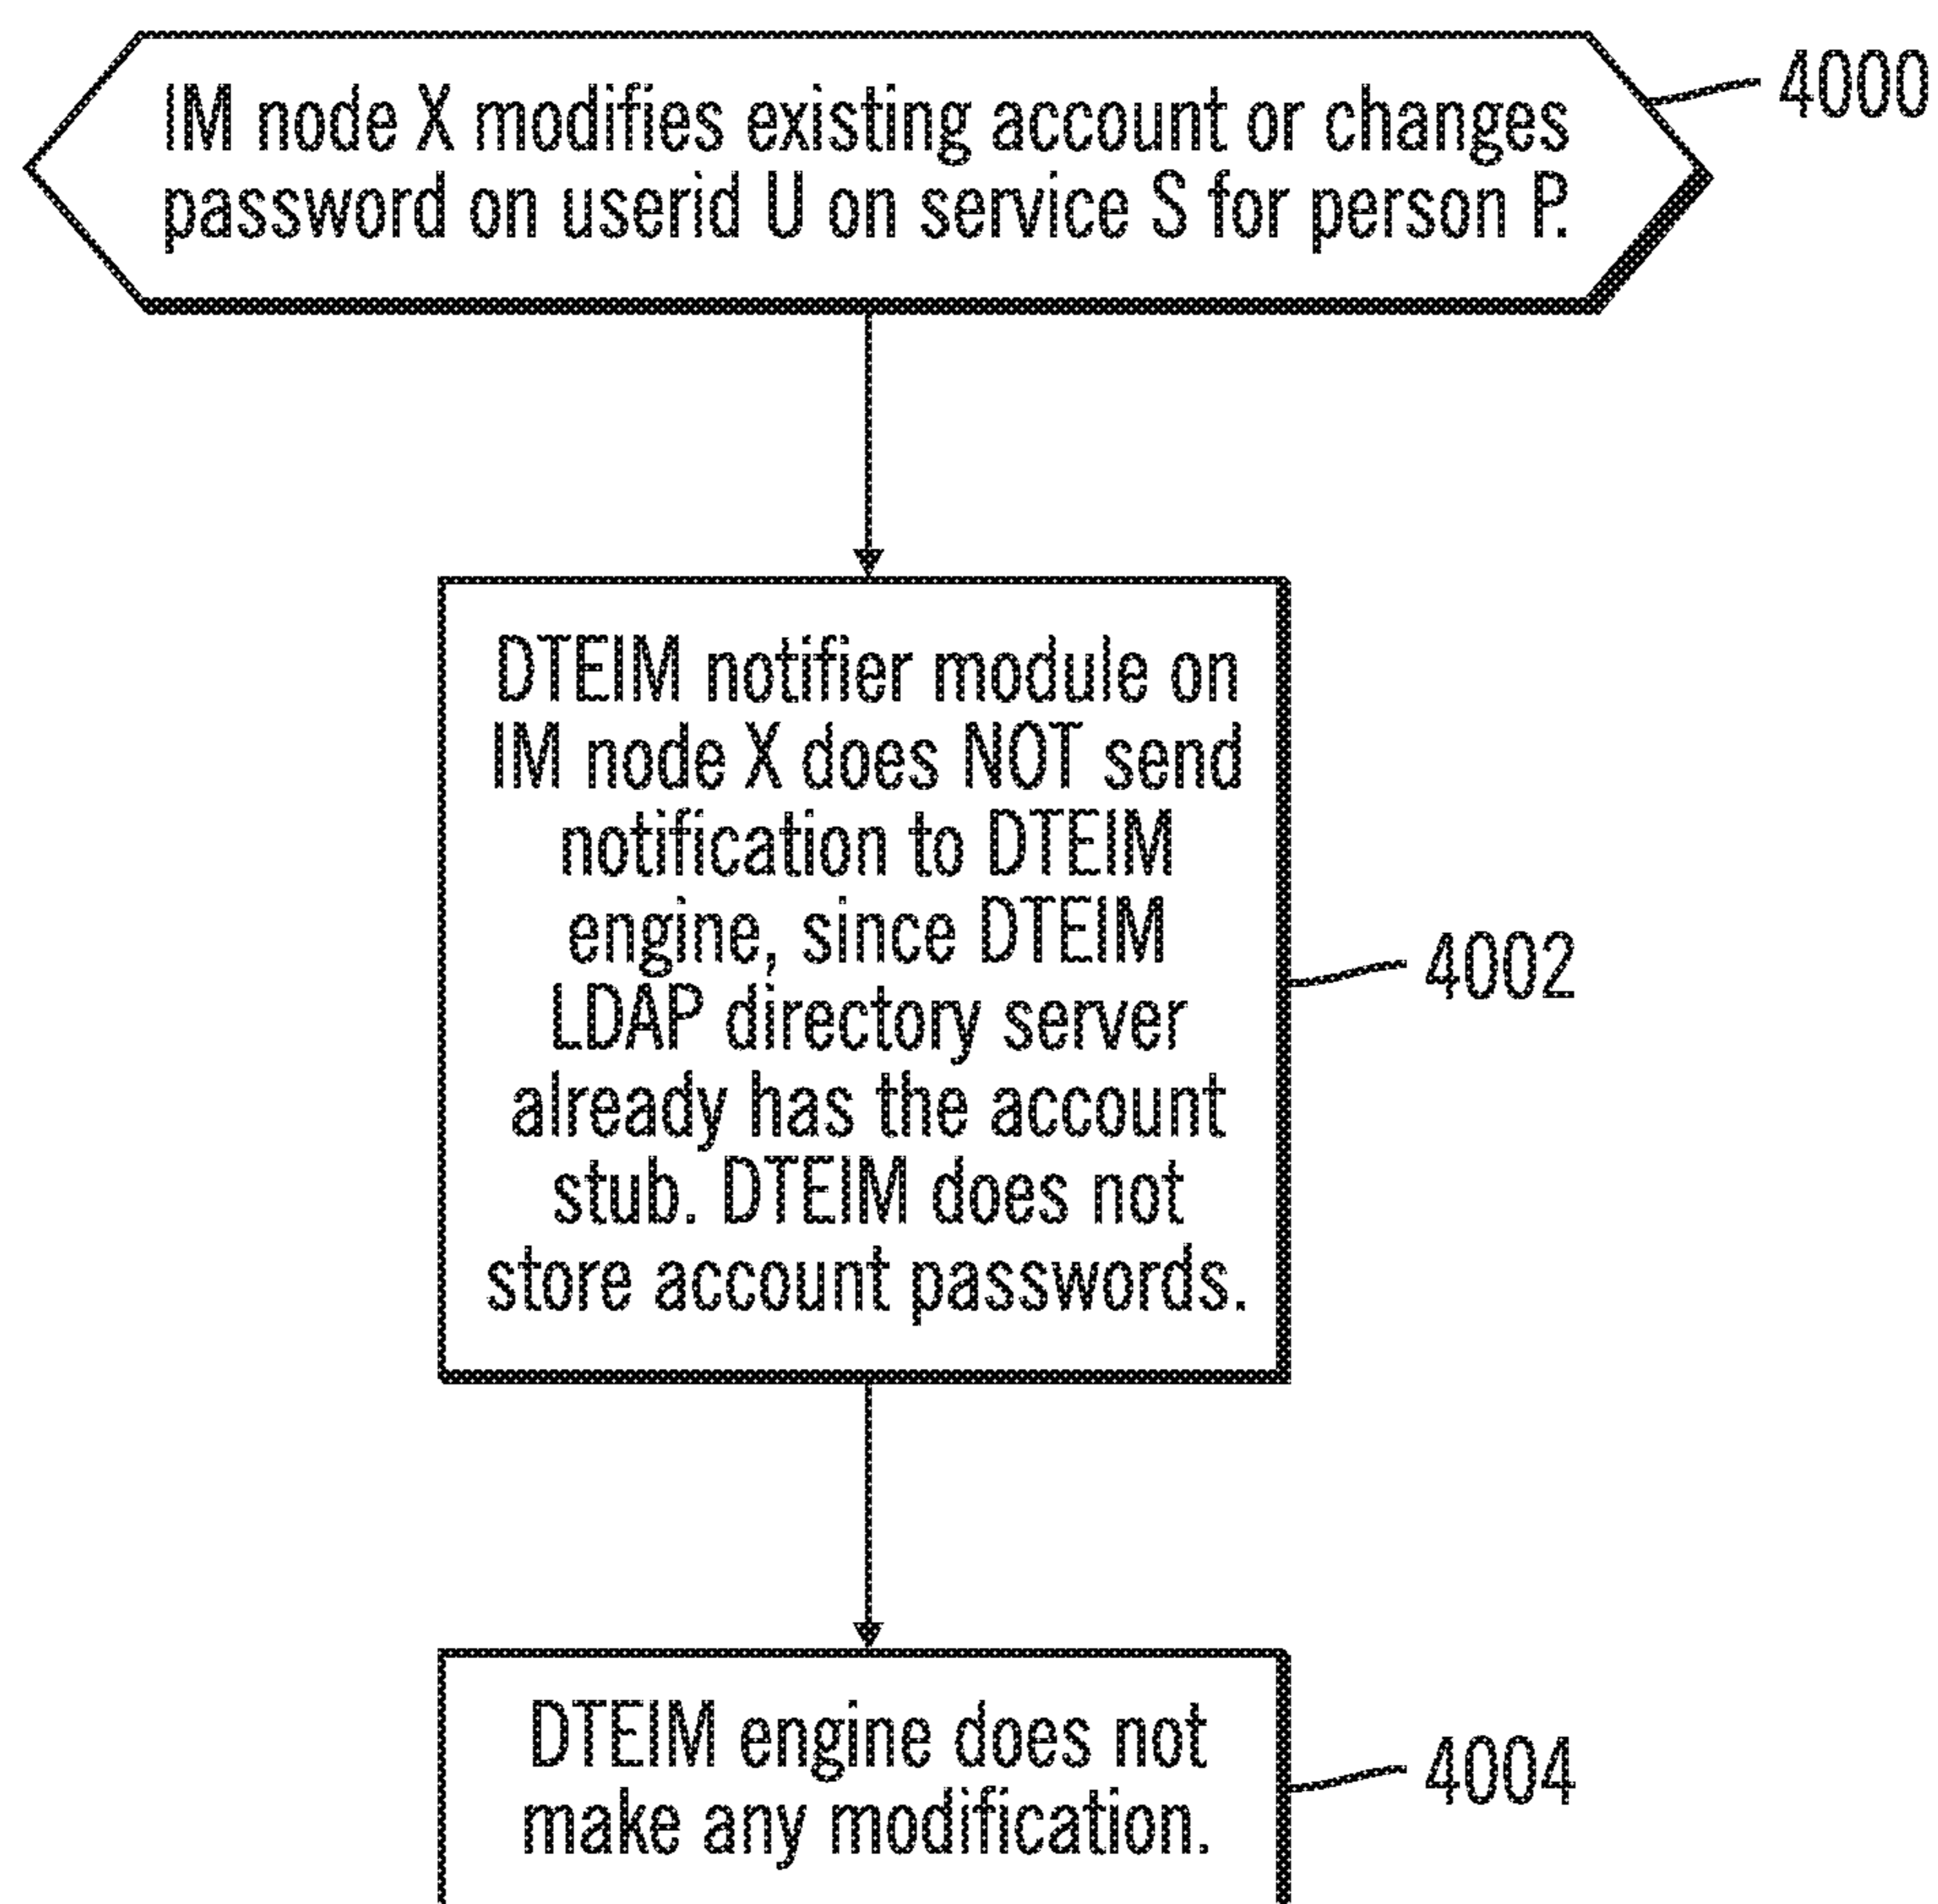 IM node X modifies existing account or changes
password on userid U on service S for person P.
4000
DTEIM notifier module on
IM node X does NOT send
notification to DTEIM
engine, since DTEIM
LDAP directory server
already has the account
stub. DTEIM does not
store account passwords.
4002
DTEIM engine does not
make any modification.
4004